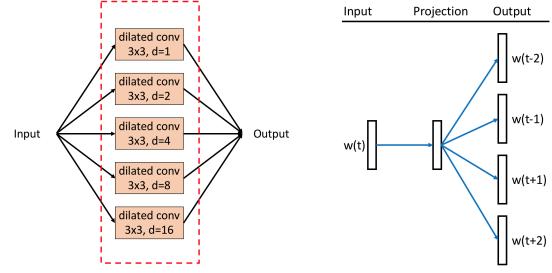 dilated conv
3x3, d=1
dilated conv
3x3, d=2
Input
dilated conv
3x3, d=4
Output
dilated conv
3x3, d=8
dilated conv
3x3, d=16
Input Projection Output
w(t-2)
w(t-1)
w(t)
w(t+1)
w(t+2)